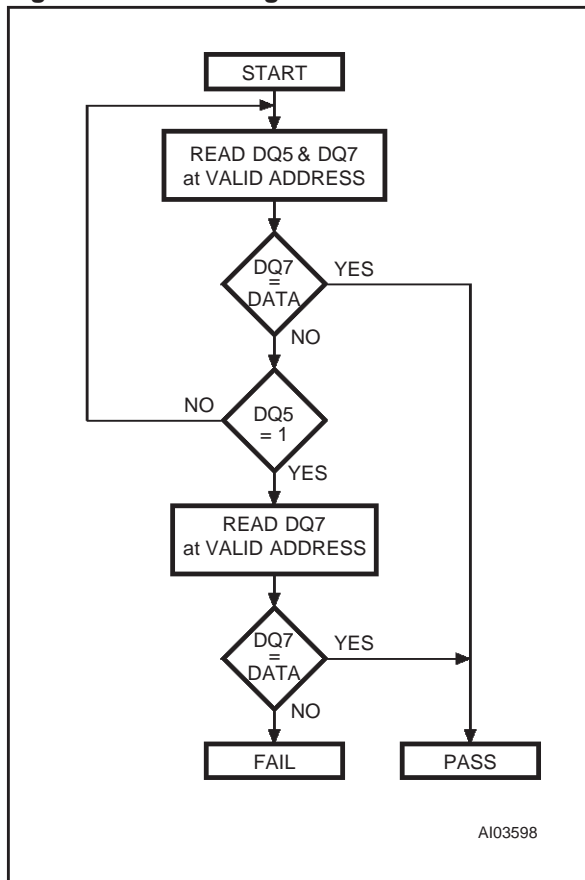 START
READ DQ5 & DQ7
at VALID ADDRESS
DQ7
=
DATA
YES
NO
DQ5
= 1
NO
YES
READ DQ7
at VALID ADDRESS
DQ7
=
DATA
YES
NO
FAIL
PASS
AI03598